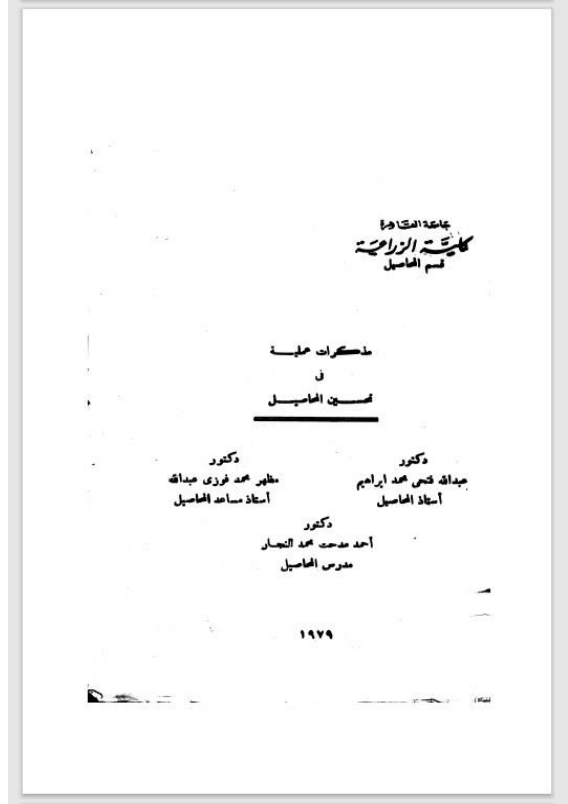 جامعة القاهرة
كلية الزراعية
قسم المحاصيل
مذكرات عملية
فى
تحسين المحاصيل
دكتور
عبدالله فتحى محمد ابراهيم
أستاذ المحاصيل
دكتور
مظهر محمد فوزى عبدالله
أستاذ مساعد المحاصيل
دكتور
أحمد مدحت محمد النجار
مدرس المحاصيل
١٩٧٩